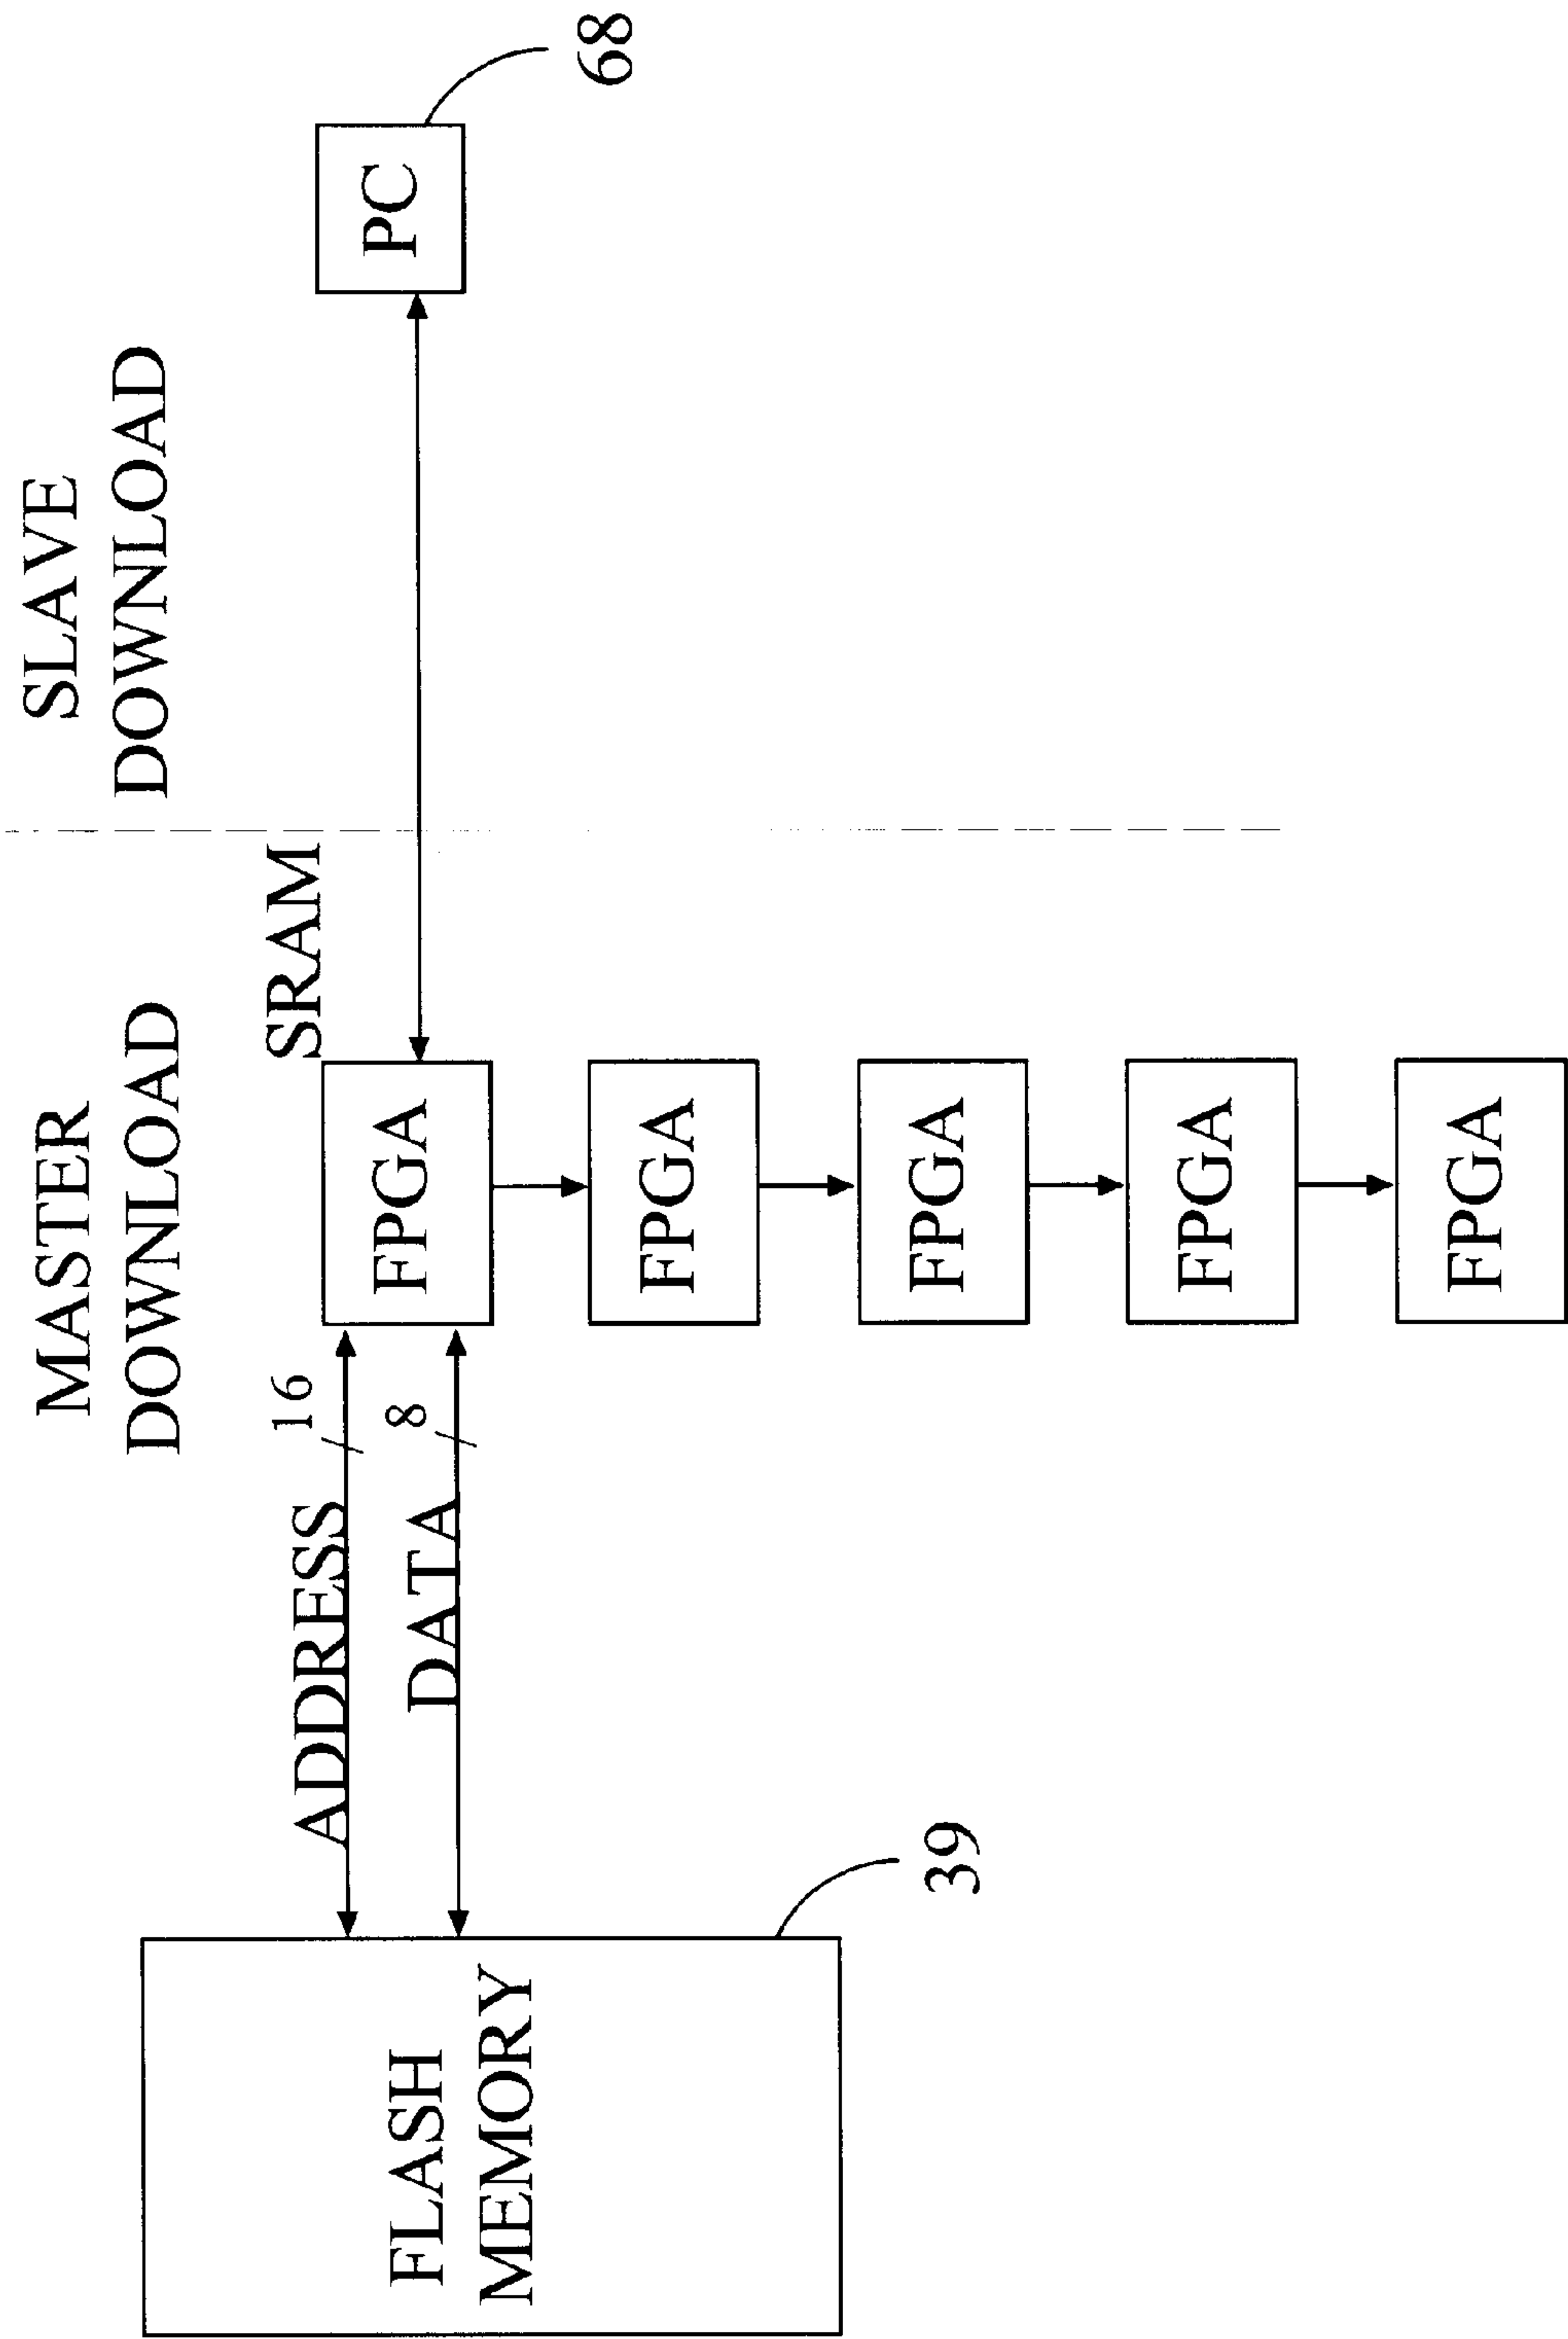 MASTER
DOWNLOAD
SLAVE
DOWNLOAD
SRAM
ADDRESS
16
DATA
8
FLASH
MEMORY
39
FPGA
FPGA
FPGA
FPGA
FPGA
PC
68